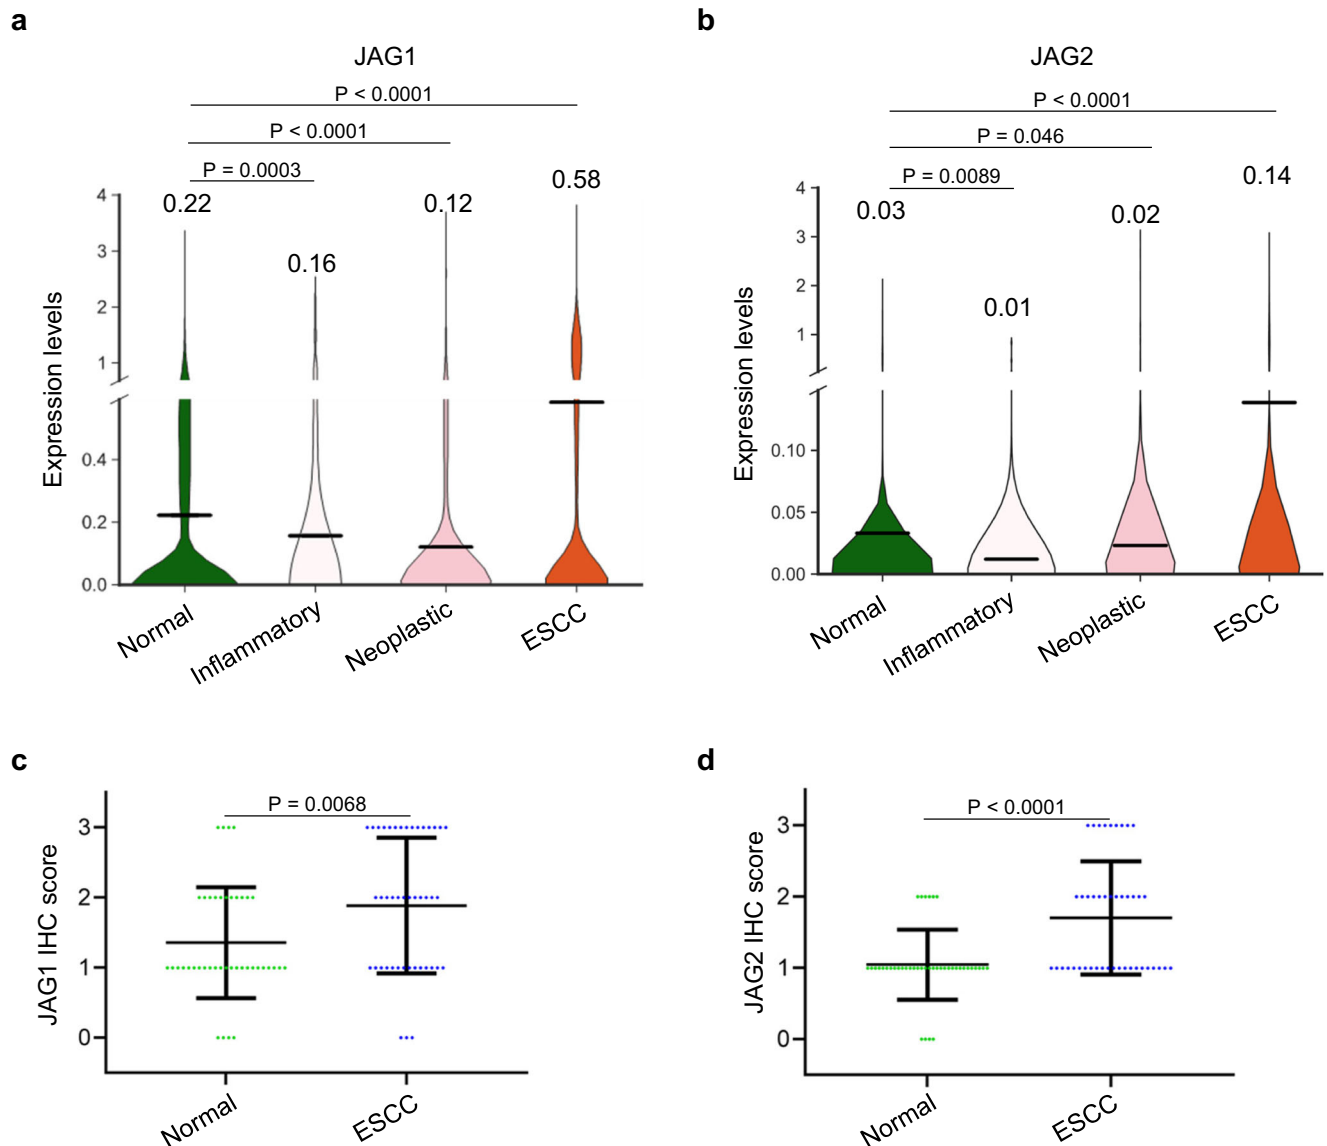 a
JAG1
P < 0.0001
P < 0.0001
P = 0.0003
0.22
0.16
0.12
0.58
Expression levels
4
3
2
1
0.4
0.2
0.0
Normal
Inflammatory
Neoplastic
ESCC
b
JAG2
P < 0.0001
P = 0.046
P = 0.0089
0.03
0.01
0.02
0.14
Expression levels
4
3
2
1
0.10
0.05
0.00
Normal
Inflammatory
Neoplastic
ESCC
c
P = 0.0068
JAG1 IHC score
3
2
1
0
Normal
ESCC
d
P < 0.0001
JAG2 IHC score
3
2
1
0
Normal
ESCC